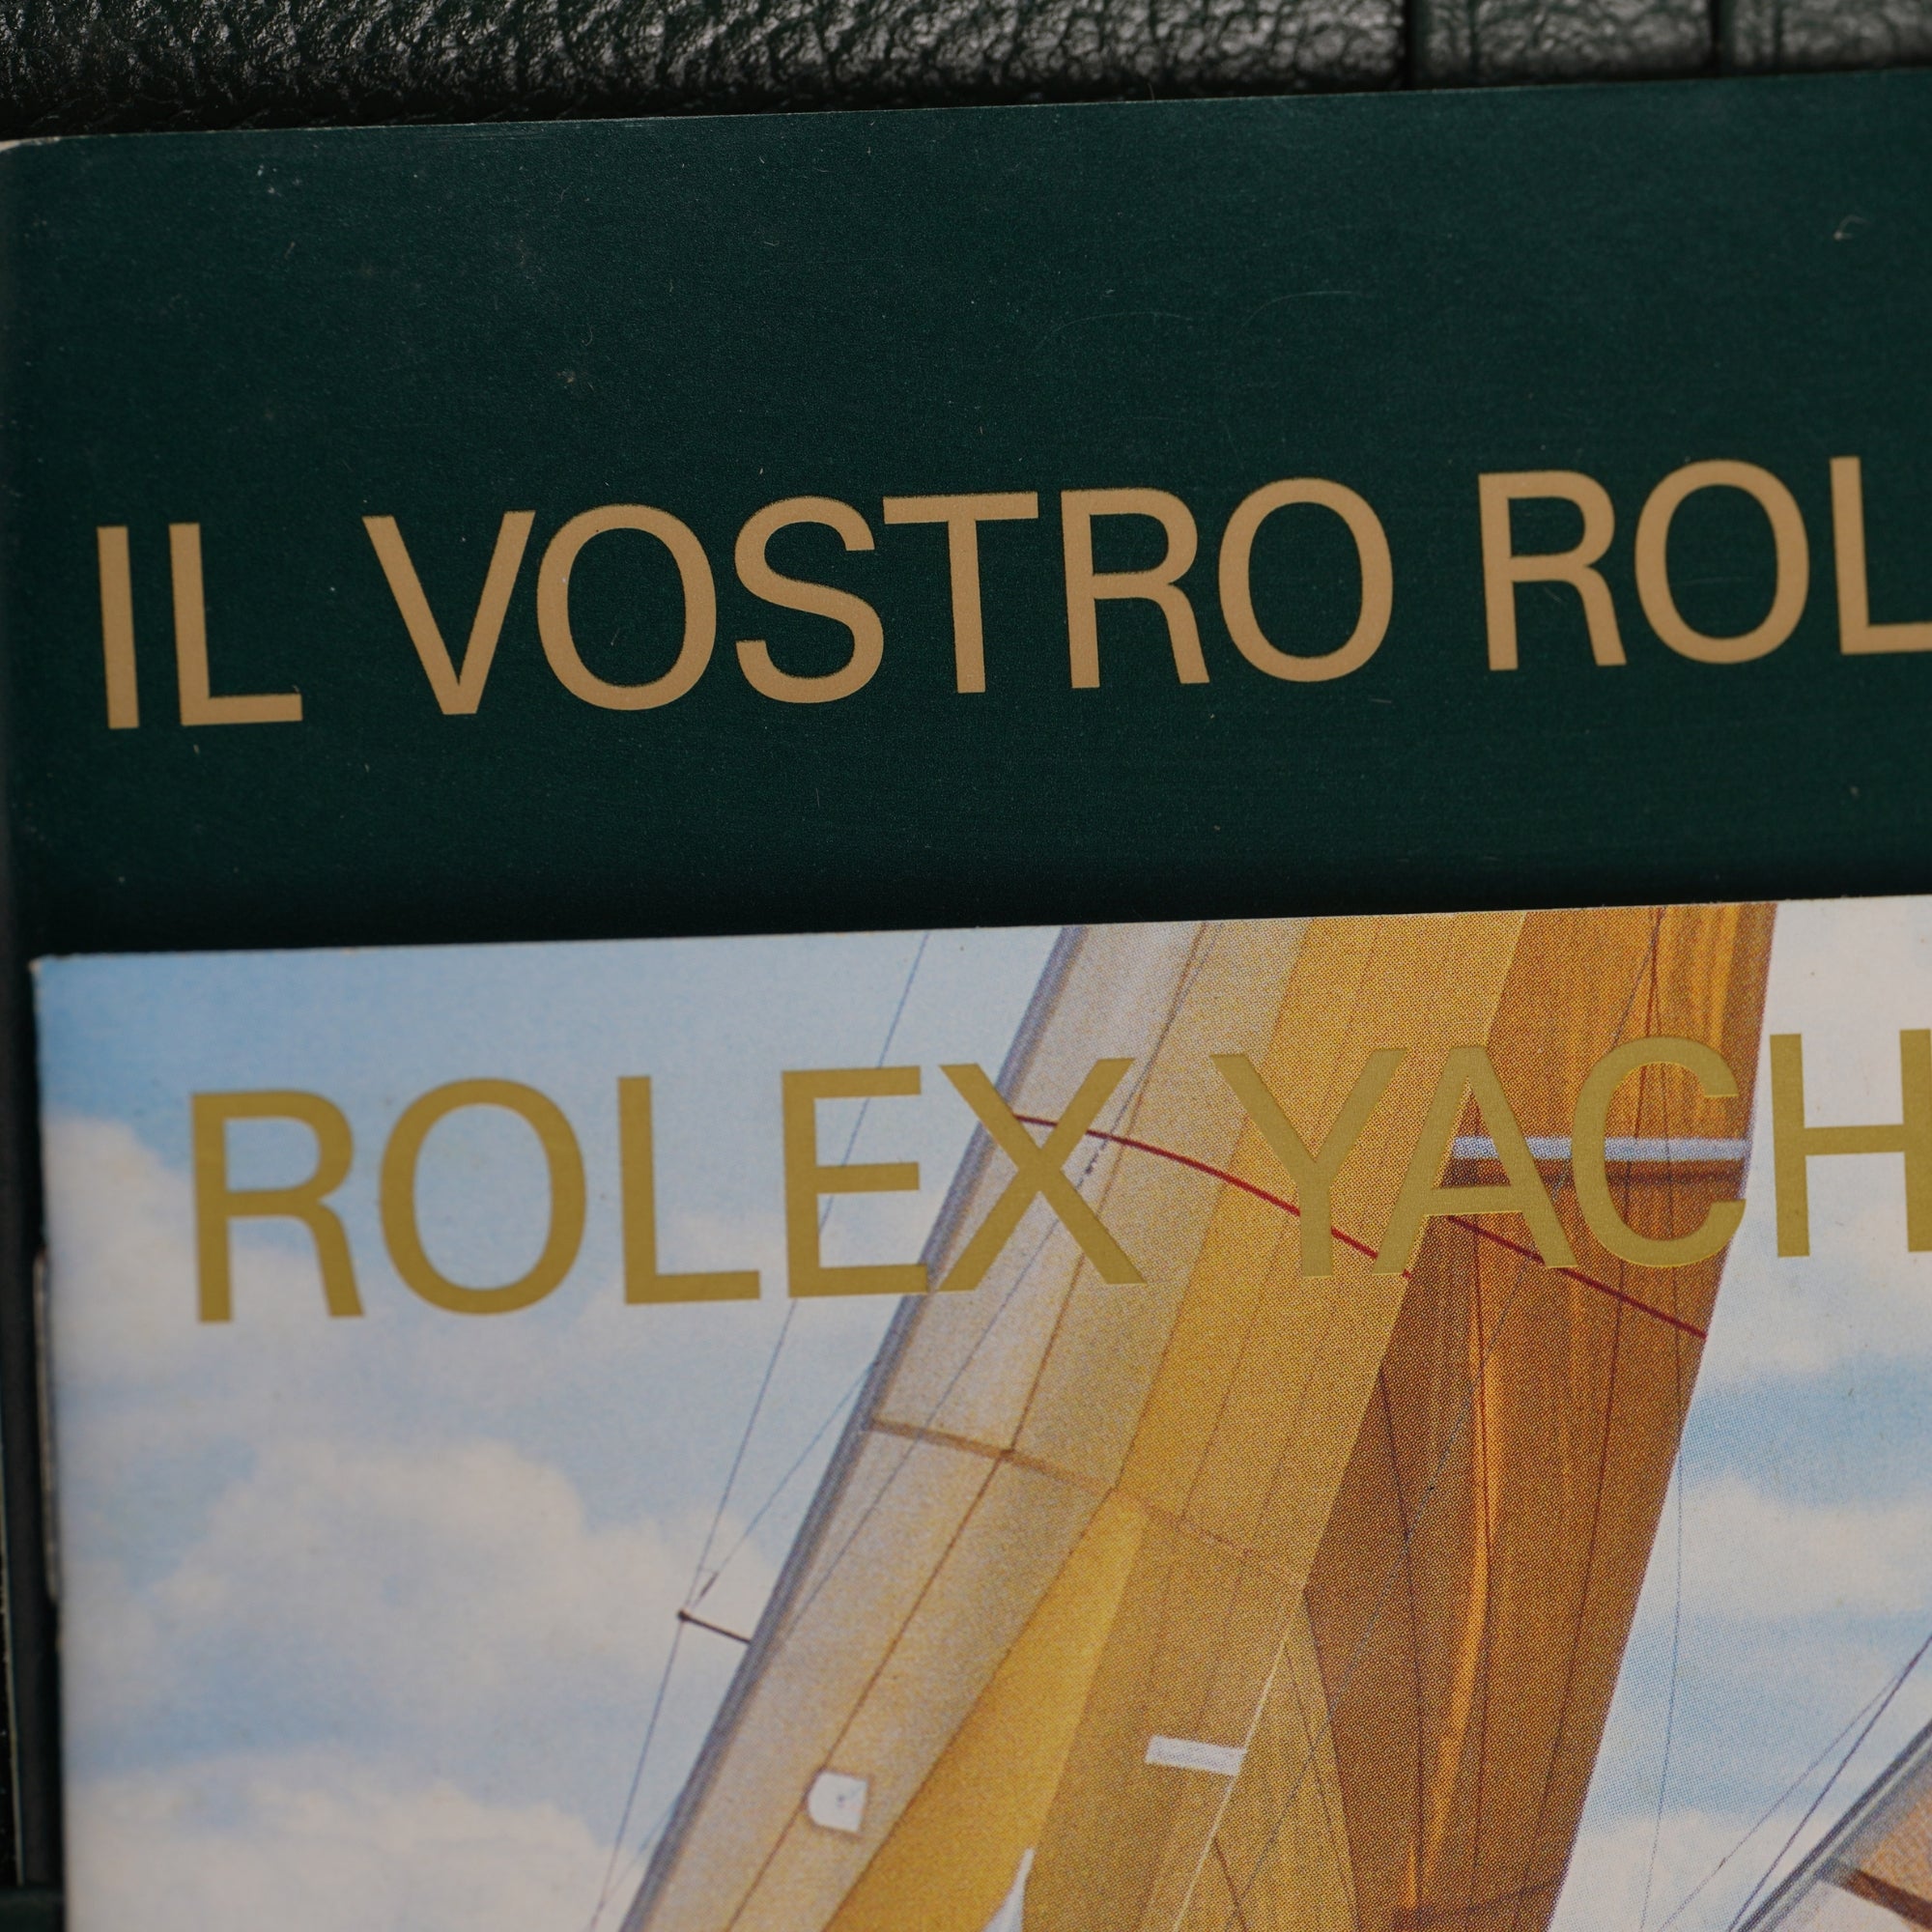 IL VOSTRO ROL
ROLEX YACH